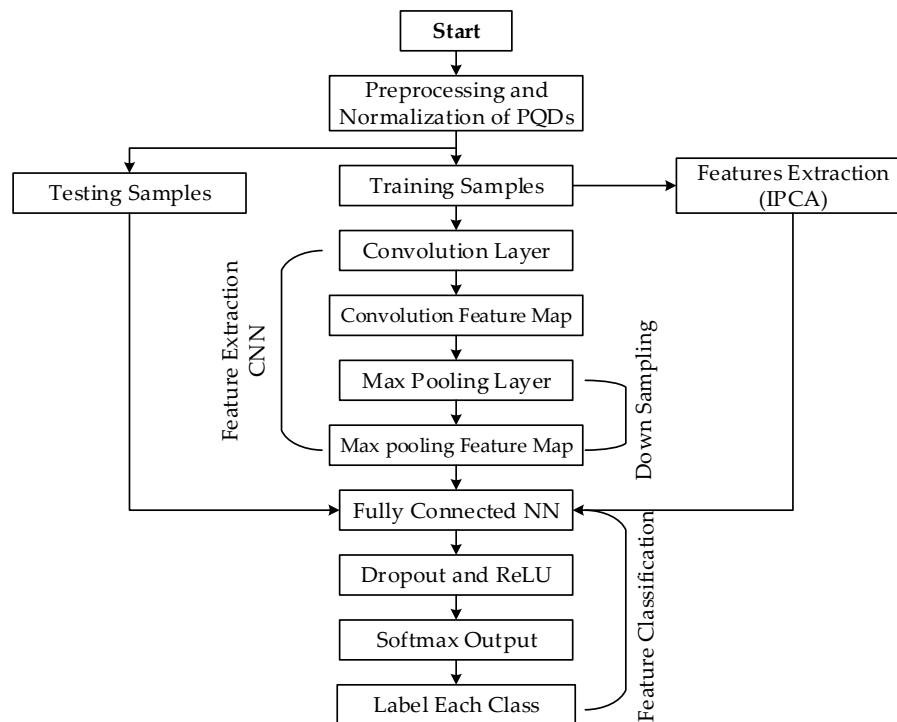 Start
Preprocessing and
Normalization of PQDs
Testing Samples
Training Samples
Features Extraction
(IPCA)
Convolution Layer
Convolution Feature Map
Max Pooling Layer
Max pooling Feature Map
Feature Extraction
CNN
Down Sampling
Fully Connected NN
Dropout and ReLU
Softmax Output
Label Each Class
Feature Classification